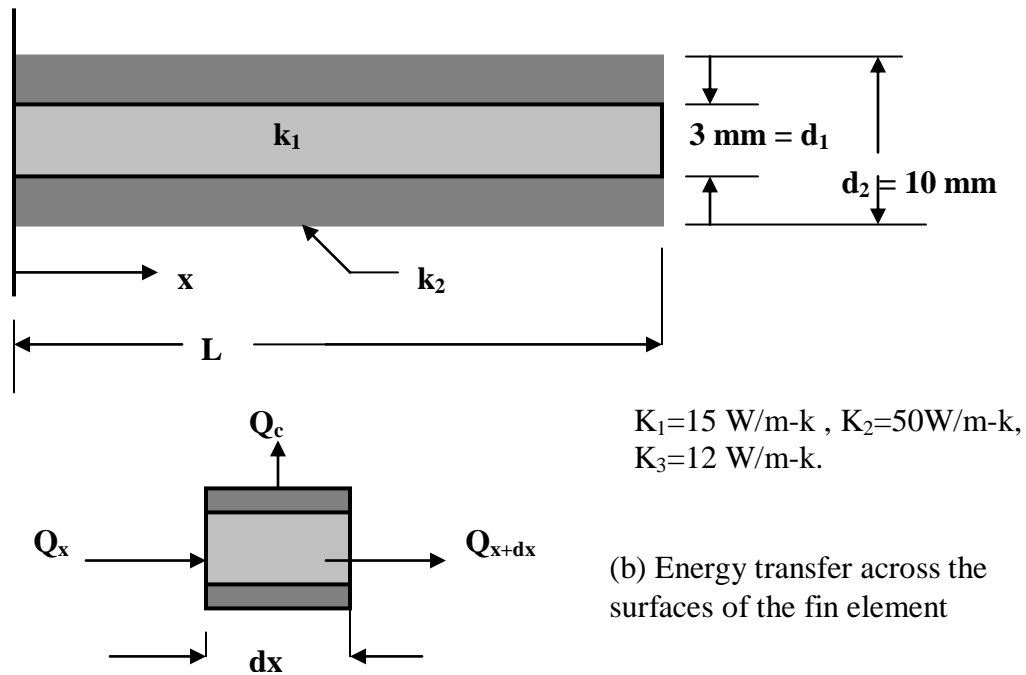 k₁
3 mm = d₁
d₂ = 10 mm
x
k₂
L
Q꜀
K₁=15 W/m-k , K₂=50W/m-k,
K₃=12 W/m-k.
Qₓ
Qₓ₊dₓ
(b) Energy transfer across the
surfaces of the fin element
dx